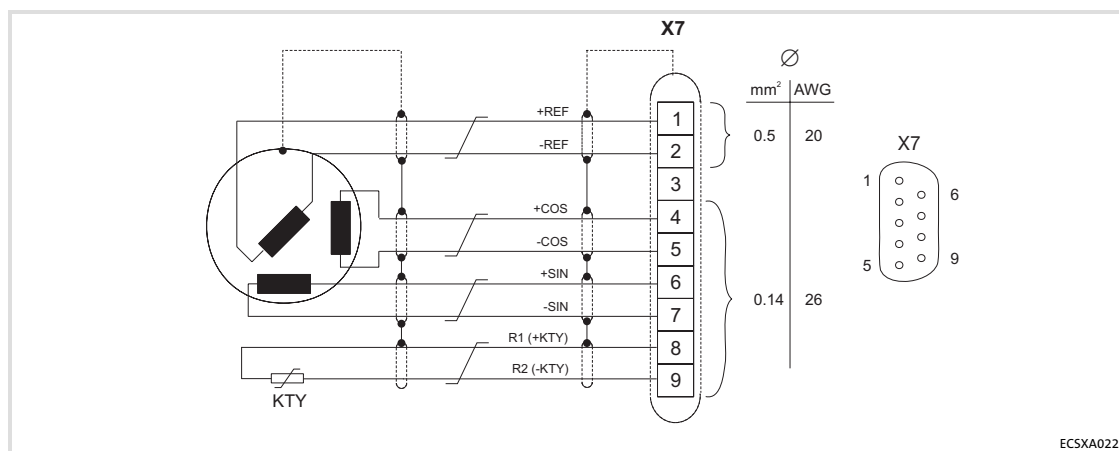 X7
Ø
mm² AWG
+REF
1
-REF
2
0.5 20
3
X7
1
6
+COS
4
-COS
5
5
9
+SIN
6
0.14 26
-SIN
7
R1 (+KTY)
8
R2 (-KTY)
9
KTY
ECSXA022